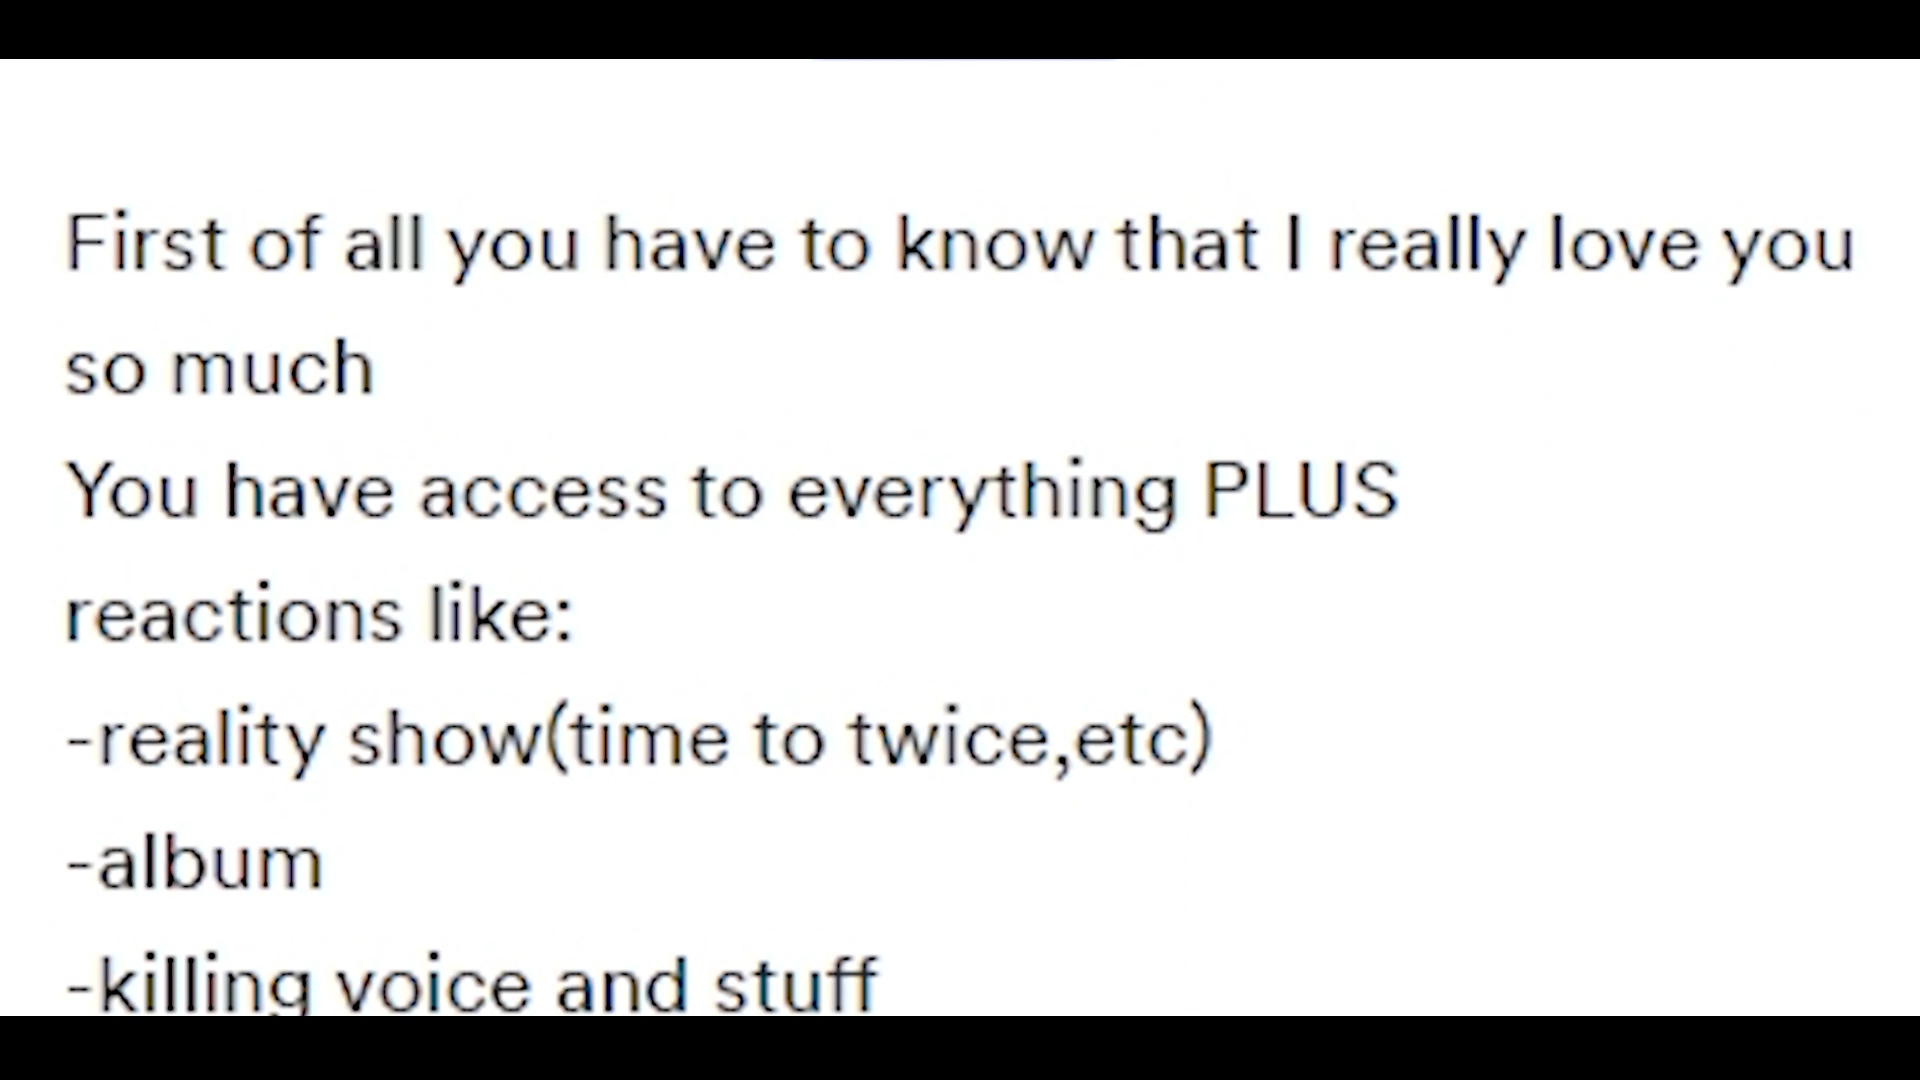 First of all you have to know that I really love you
so much
You have access to everything PLUS
reactions like:
-reality show(time to twice,etc)
-album
-killing voice and stuff